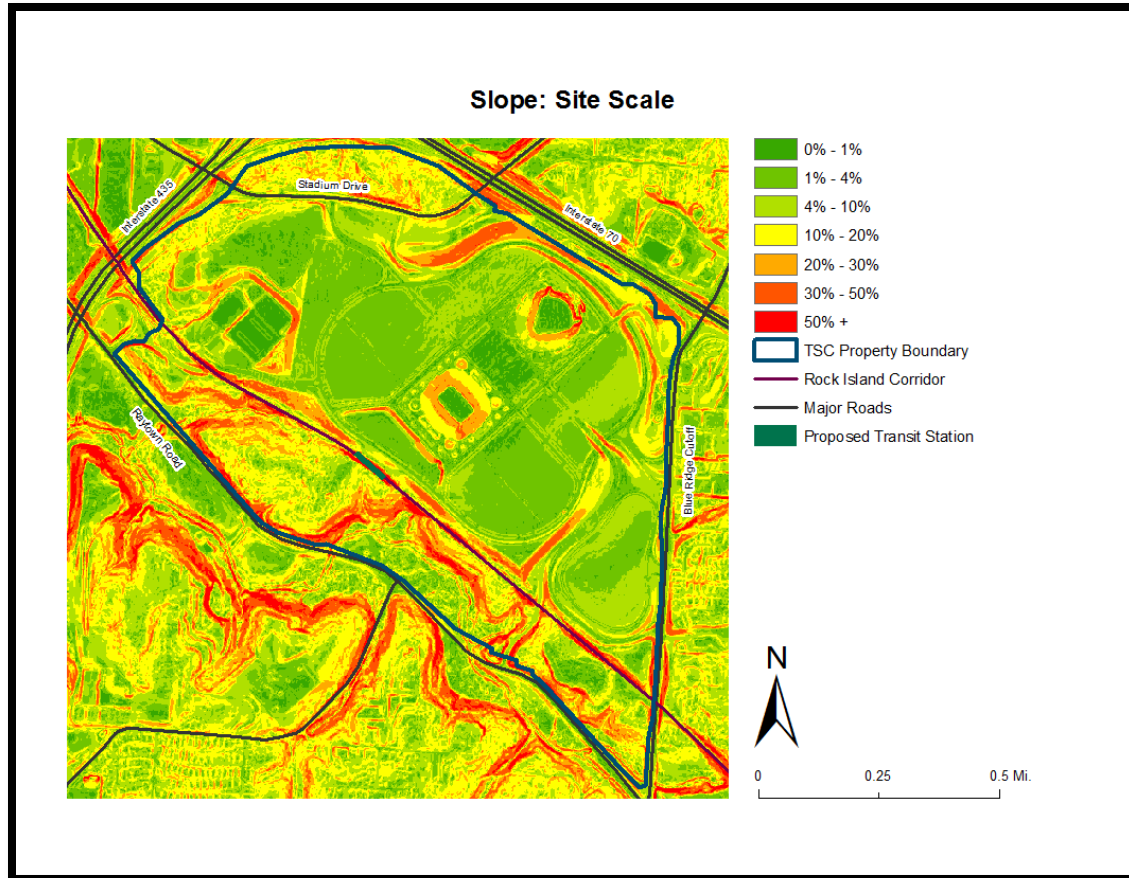 Slope: Site Scale
Interstate 435
Stadium Drive
Interstate 70
Raytown Road
Blue Ridge Cutoff
0% - 1%
1% - 4%
4% - 10%
10% - 20%
20% - 30%
30% - 50%
50% +
TSC Property Boundary
Rock Island Corridor
Major Roads
Proposed Transit Station
N
0 0.25 0.5 Mi.